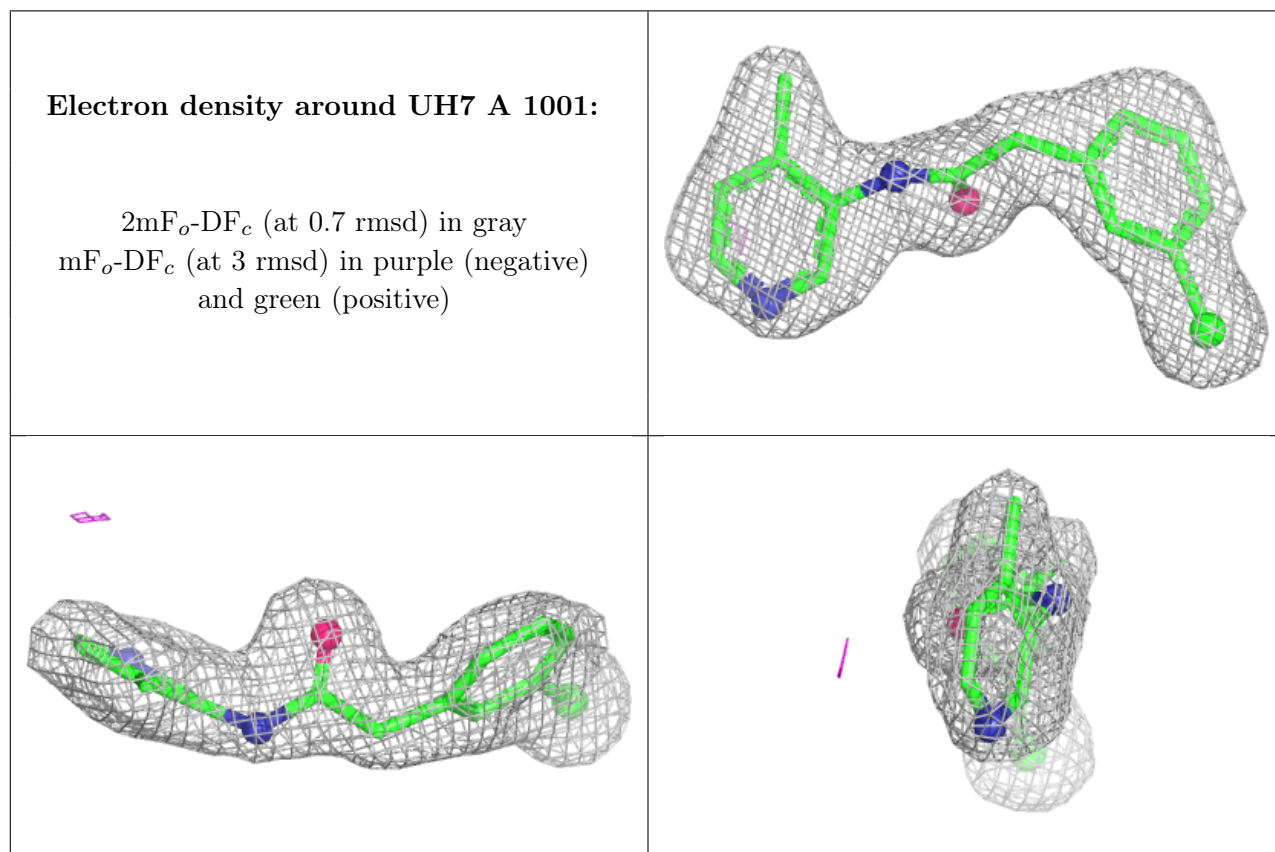 Electron density around UH7 A 1001:
2mFo-DFc (at 0.7 rmsd) in gray
mFo-DFc (at 3 rmsd) in purple (negative)
and green (positive)